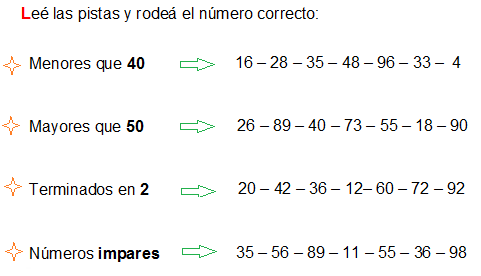 Leé las pistas y rodeá el número correcto:
Menores que 40 16 – 28 – 35 – 48 – 96 – 33 – 4
Mayores que 50 26 – 89 – 40 – 73 – 55 – 18 – 90
Terminados en 2 20 – 42 – 36 – 12– 60 – 72 – 92
Números impares 35 – 56 – 89 – 11 – 55 – 36 – 98